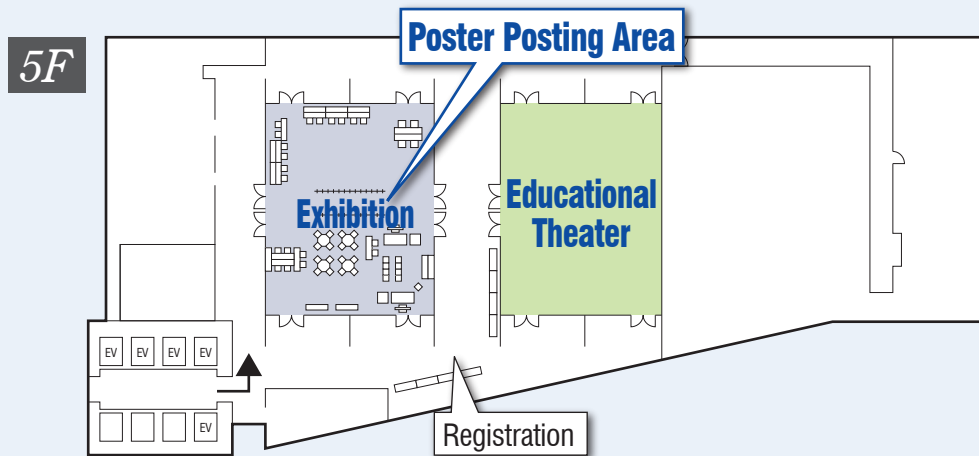 5F
Poster Posting Area
Exhibition
Educational
Theater
EV EV EV EV
EV
Registration